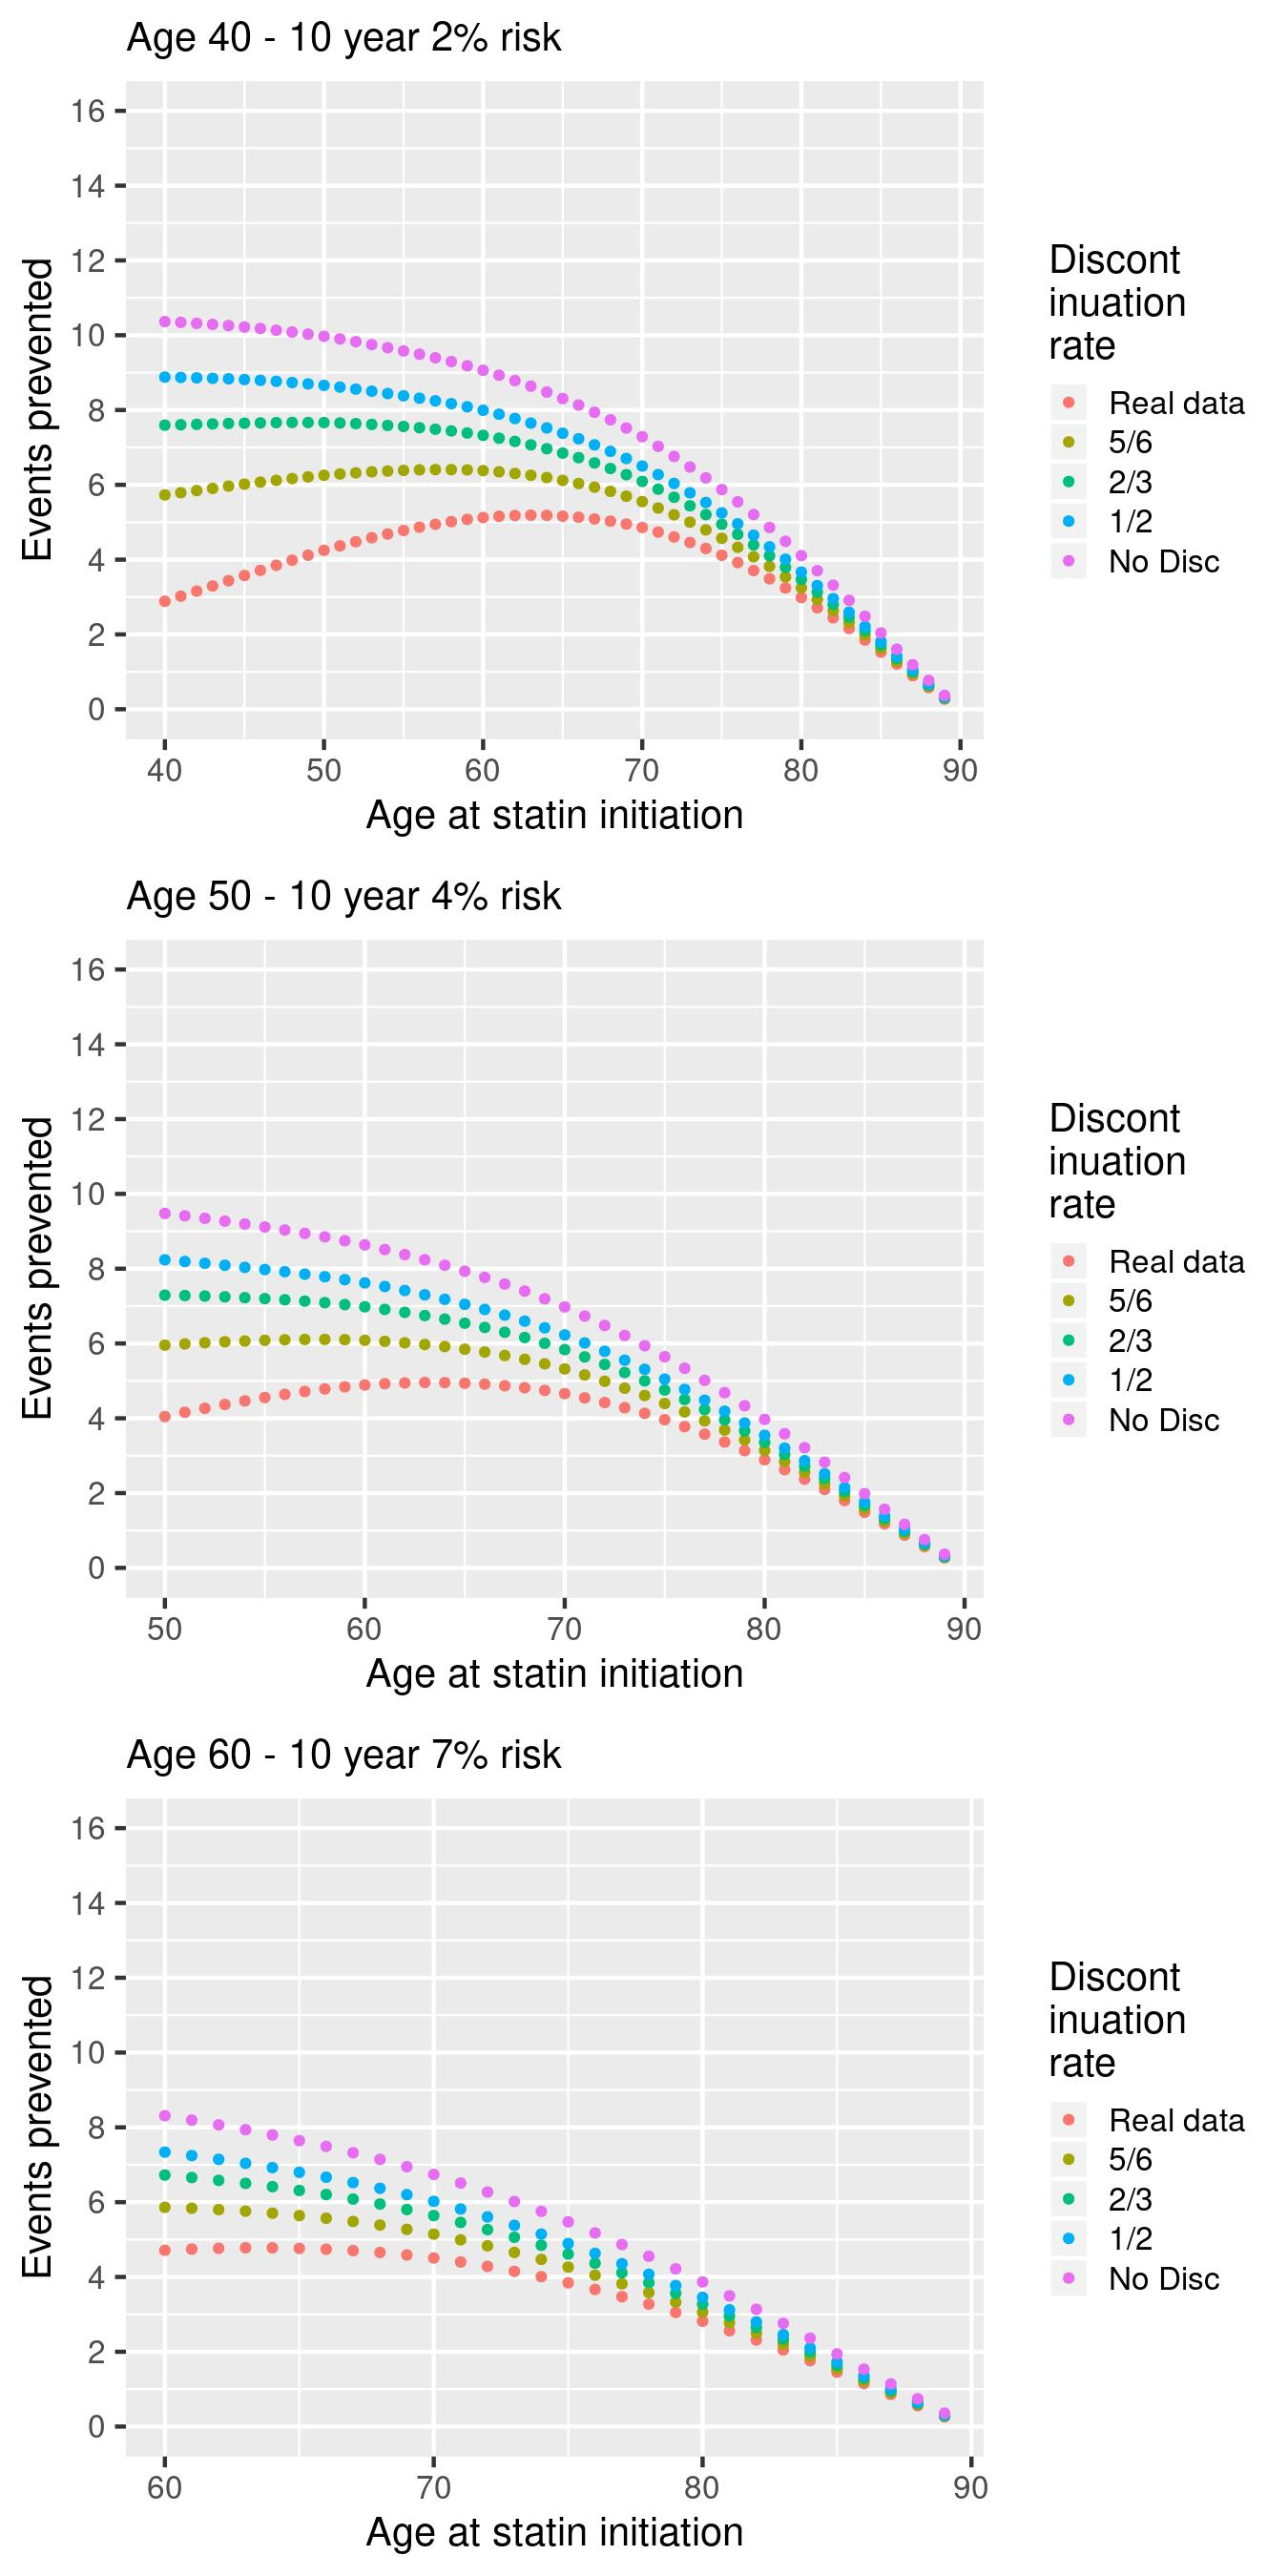 Age 40 - 10 year 2% risk
16
14
12
10
8
6
4
2
0
Events prevented
40 50 60 70 80 90
Age at statin initiation
Discont
inuation
rate
Real data
5/6
2/3
1/2
No Disc
Age 50 - 10 year 4% risk
16
14
12
10
8
6
4
2
0
Events prevented
50 60 70 80 90
Age at statin initiation
Discont
inuation
rate
Real data
5/6
2/3
1/2
No Disc
Age 60 - 10 year 7% risk
16
14
12
10
8
6
4
2
0
Events prevented
60 70 80 90
Age at statin initiation
Discont
inuation
rate
Real data
5/6
2/3
1/2
No Disc